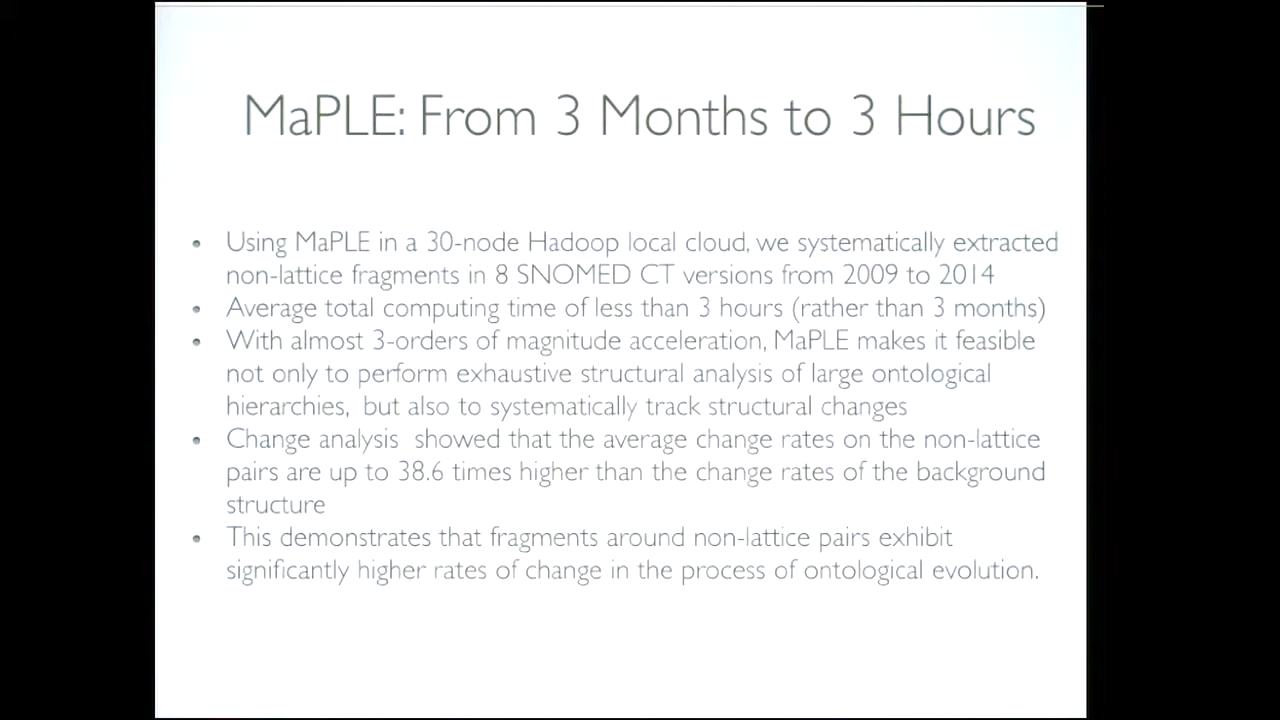 MaPLE: From 3 Months to 3 Hours
• Using MaPLE in a 30-node Hadoop local cloud, we systematically extracted
non-lattice fragments in 8 SNOMED CT versions from 2009 to 2014
• Average total computing time of less than 3 hours (rather than 3 months)
• With almost 3-orders of magnitude acceleration, MaPLE makes it feasible
not only to perform exhaustive structural analysis of large ontological
hierarchies, but also to systematically track structural changes
• Change analysis showed that the average change rates on the non-lattice
pairs are up to 38.6 times higher than the change rates of the background
structure
• This demonstrates that fragments around non-lattice pairs exhibit
significantly higher rates of change in the process of ontological evolution.